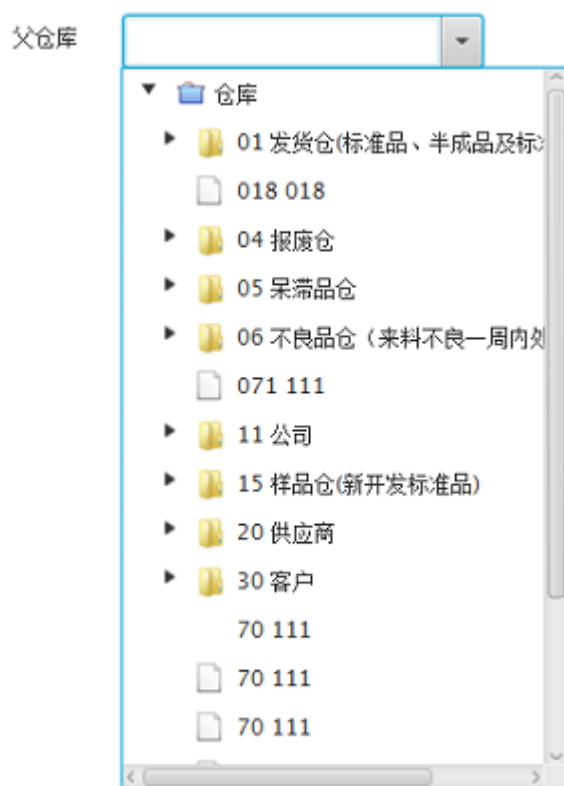 父仓库
仓库
01 发货仓(标准品、半成品及标
018 018
04 报废仓
05 呆滞品仓
06 不良品仓（来料不良一周内处
071 111
11 公司
15 样品仓(新开发标准品)
20 供应商
30 客户
70 111
70 111
70 111